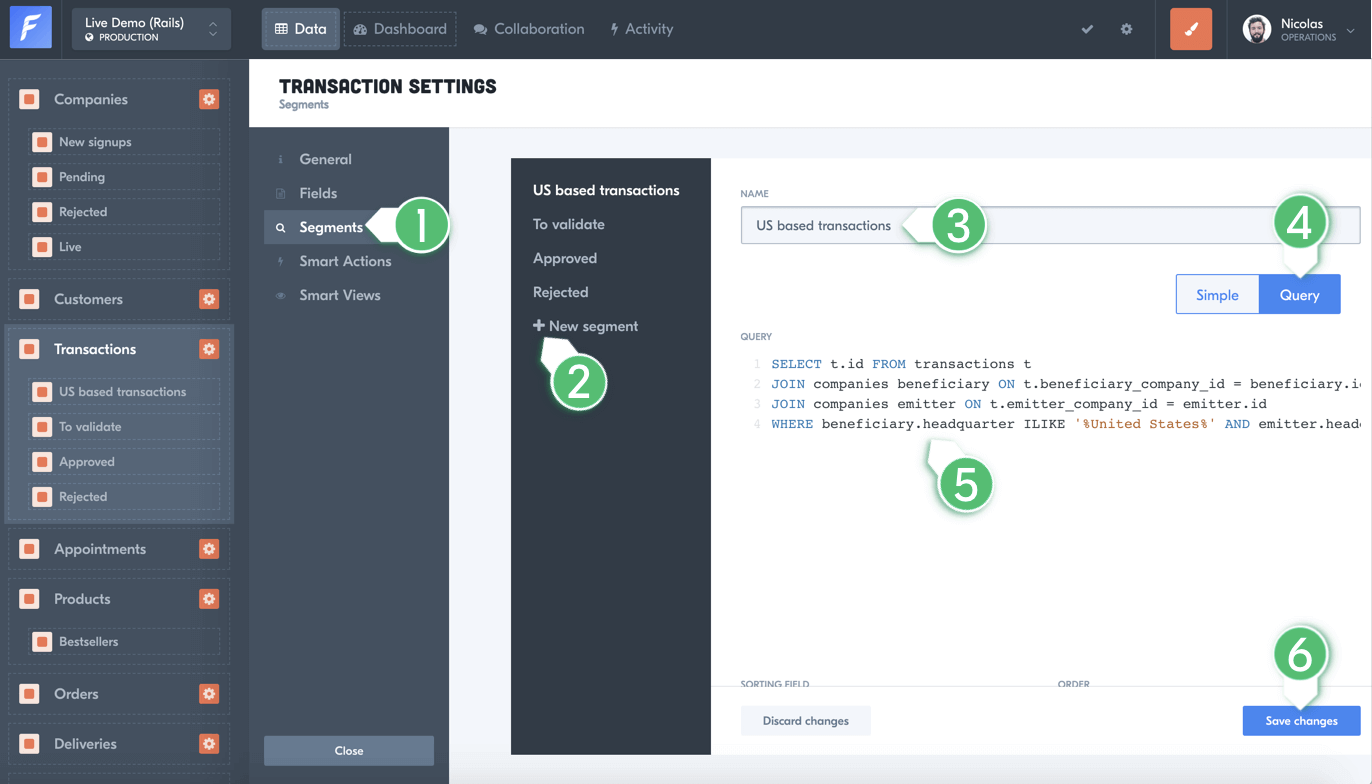 Live Demo (Rails)
PRODUCTION
Data
Dashboard
Collaboration
Activity
Nicolas
OPERATIONS
Companies
New signups
Pending
Rejected
Live
Customers
Transactions
US based transactions
To validate
Approved
Rejected
Appointments
Products
Bestsellers
Orders
Deliveries
TRANSACTION SETTINGS
Segments
General
Fields
Segments
1
Smart Actions
Smart Views
Close
US based transactions
To validate
Approved
Rejected
+ New segment
2
NAME
US based transactions
3
4
Simple
Query
QUERY
1 SELECT t.id FROM transactions t
2 JOIN companies beneficiary ON t.beneficiary_company_id = beneficiary.i
3 JOIN companies emitter ON t.emitter_company_id = emitter.id
4 WHERE beneficiary.headquarter ILIKE '%United States%' AND emitter.head
5
SORTING FIELD
ORDER
6
Discard changes
Save changes